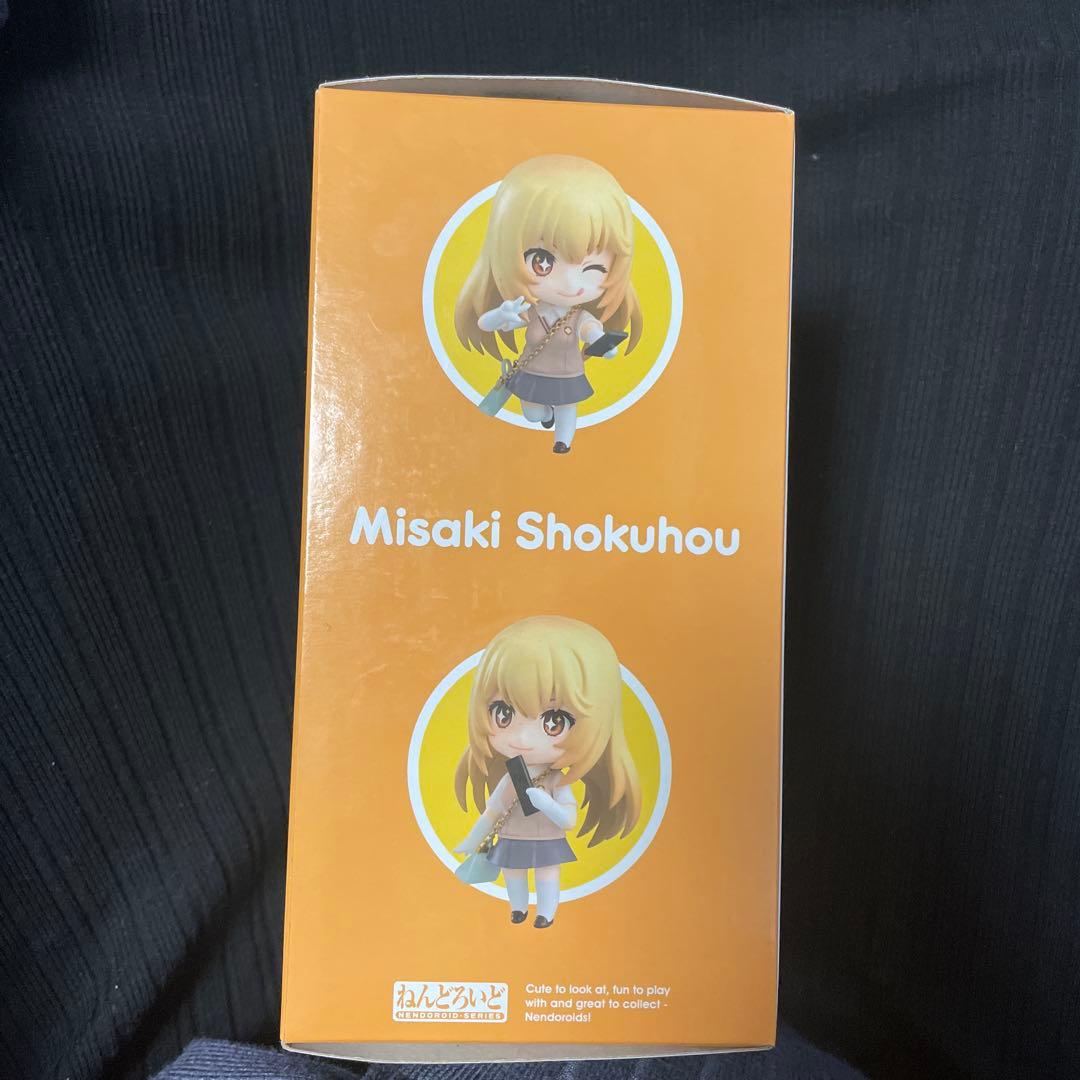 Misaki Shokuhou
ねんどろいど
NENDOROID・SERIES
Cute to look at, fun to play
with and great to collect -
Nendoroids!